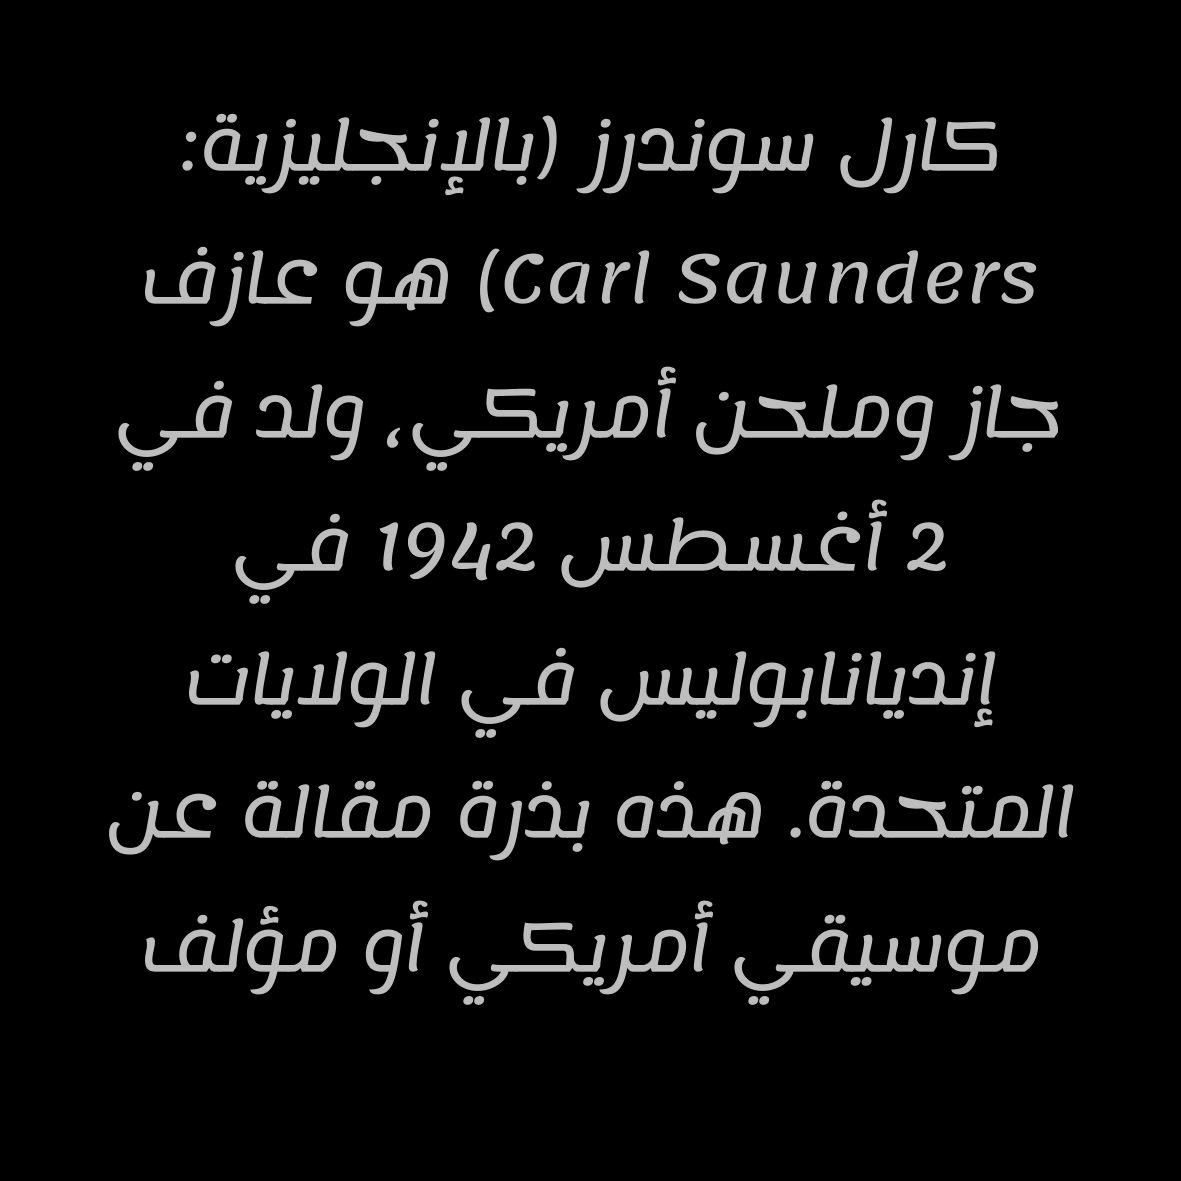 كارل سوندرز (بالإنجليزية:
Carl Saunders) هو عازف
جاز وملحن أمريكي، ولد في
2 أغسطس 1942 في
إنديانابوليس في الولايات
المتحدة. هذه بذرة مقالة عن
موسيقي أمريكي أو مؤلف